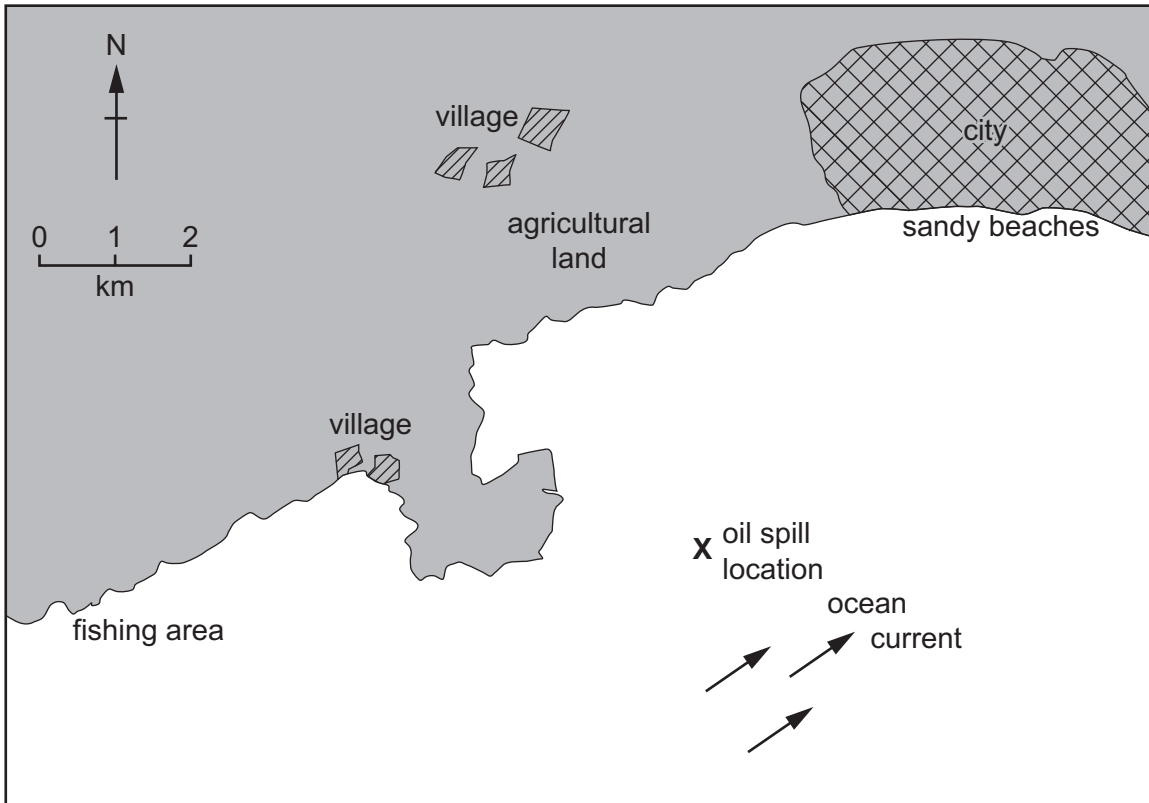 N
village
city
agricultural
land
sandy beaches
0 1 2
km
village
X oil spill
location
ocean
current
fishing area